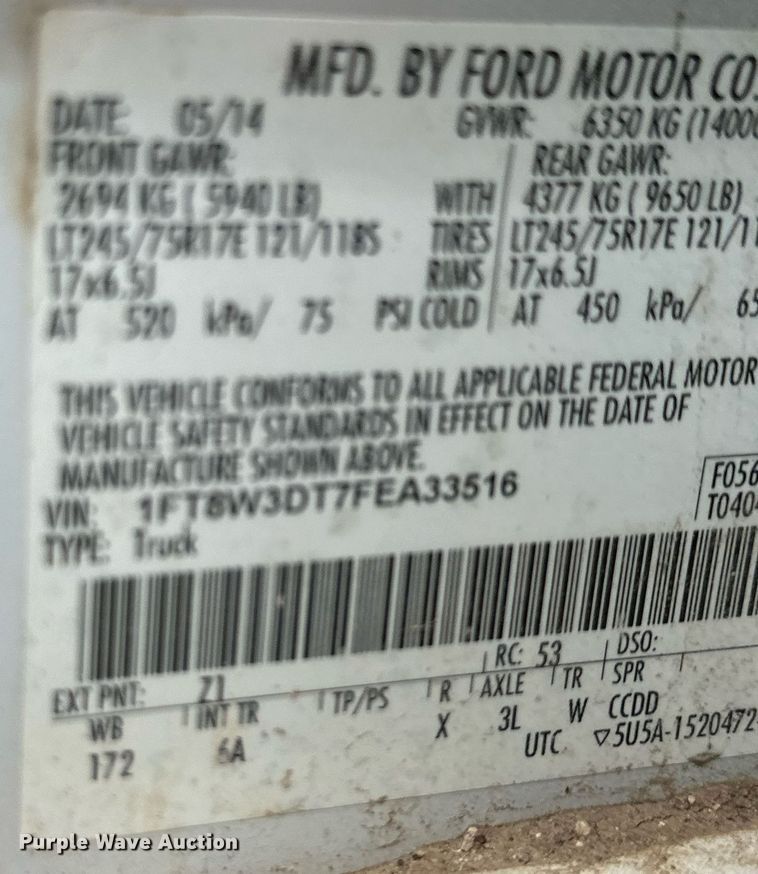 MFD. BY FORD MOTOR CO.
DATE: 05/14 GVWR: 6350 KG (1400
FRONT GAWR: REAR GAWR:
2694 KG ( 5940 LB) WITH 4377 KG ( 9650 LB)
LT245/75R17E 121/118S TIRES LT245/75R17E 121/11
17x6.5J RIMS 17x6.5J
AT 520 kPa/ 75 PSI COLD AT 450 kPa/ 65
THIS VEHICLE CONFORMS TO ALL APPLICABLE FEDERAL MOTOR
VEHICLE SAFETY STANDARDS IN EFFECT ON THE DATE OF
MANUFACTURE SHOWN ABOVE.
VIN: 1FT8W3DT7FEA33516 F056
TYPE: Truck T040
EXT PNT: Z1 RC: 53 DSO:
WB INT TR TP/PS R AXLE TR SPR
172 6A X 3L W CCDD
UTC ▽5U5A-1520472-
Purple Wave Auction